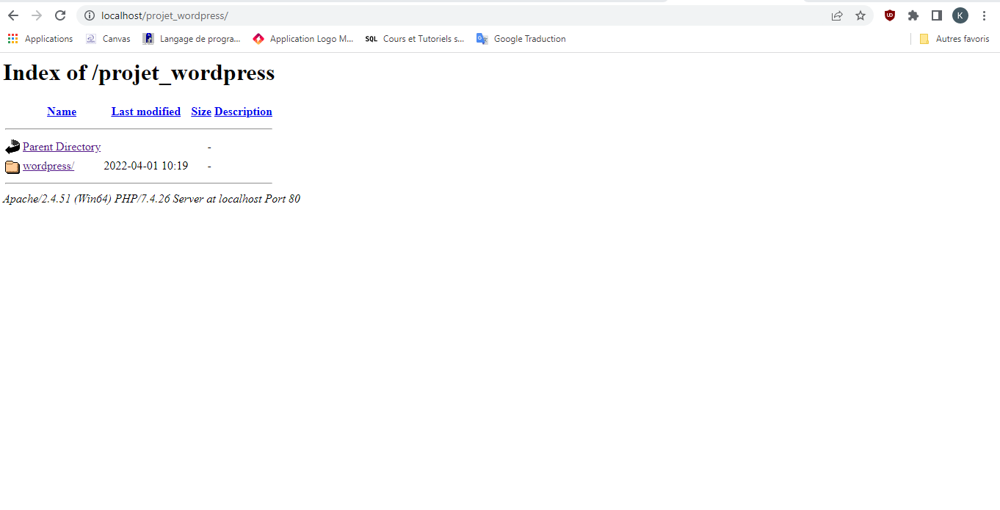 localhost/projet_wordpress/
UD
K
Applications Canvas Langage de progra... Application Logo M... SQL Cours et Tutoriels s... Google Traduction Autres favoris
Index of /projet_wordpress
Name Last modified Size Description
Parent Directory -
wordpress/ 2022-04-01 10:19 -
Apache/2.4.51 (Win64) PHP/7.4.26 Server at localhost Port 80